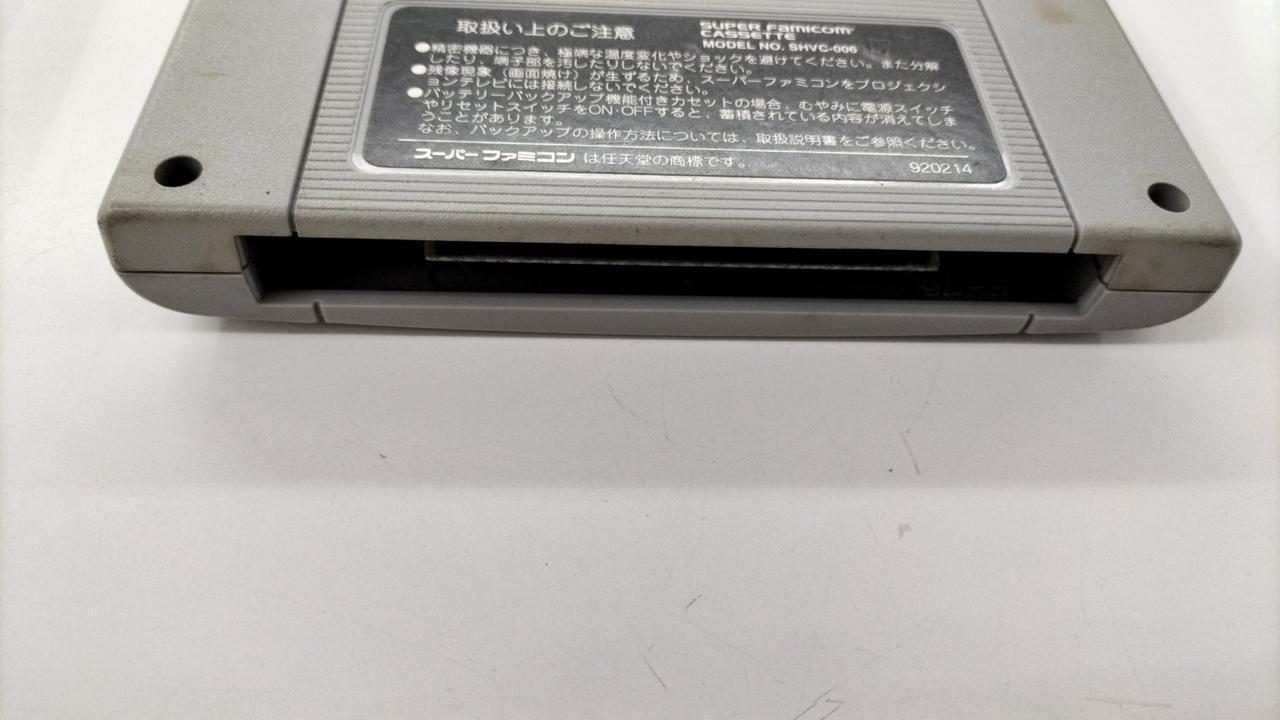 取扱い上のご注意
SUPER Famicom
CASSETTE
MODEL NO. SHVC-006
●精密機器につき、極端な温度変化やショックを避けてください。また分解
したり、端子部を汚したりしないでください。
●残像現象（画面焼け）が生ずるため、スーパーファミコンをプロジェクシ
ョンテレビには接続しないでください。
●バッテリーバックアップ機能付きカセットの場合、むやみに電源スイッチ
やリセットスイッチをON·OFFすると、蓄積されている内容が消えてしま
うことがあります。
なお、バックアップの操作方法については、取扱説明書をご参照ください。
スーパーファミコン は任天堂の商標です。
920214